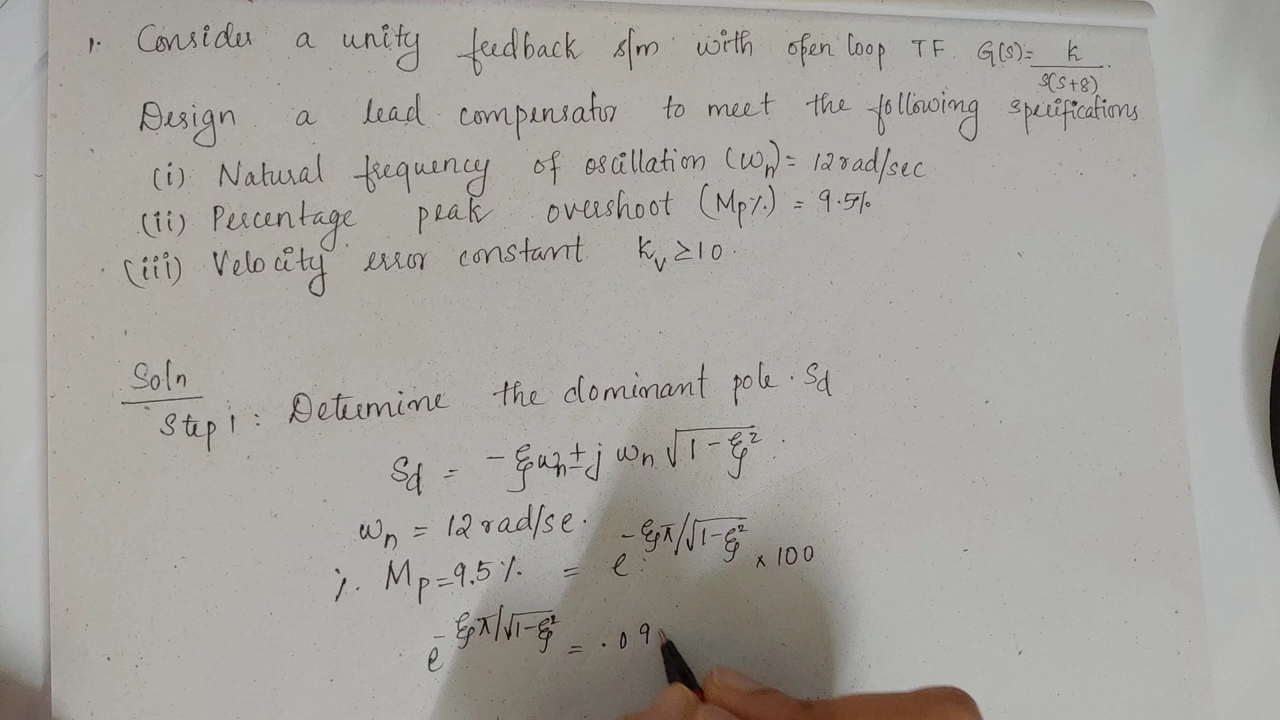 1. Consider a unity feedback s/m with open loop TF G(s)= k/s(s+8).
Design a lead compensator to meet the following specifications
(i) Natural frequency of oscillation (ωn)= 12rad/sec
(ii) Percentage peak overshoot (Mp%) = 9.5%
(iii) Velocity error constant kv ≥10.
Soln
Step 1 : Determine the dominant pole. Sd
Sd = -ξωn ± j ωn √1-ξ²
ωn = 12 rad/se.
%. Mp=9.5% = e^-ξπ/√1-ξ² × 100
e^-ξπ/√1-ξ² = .09